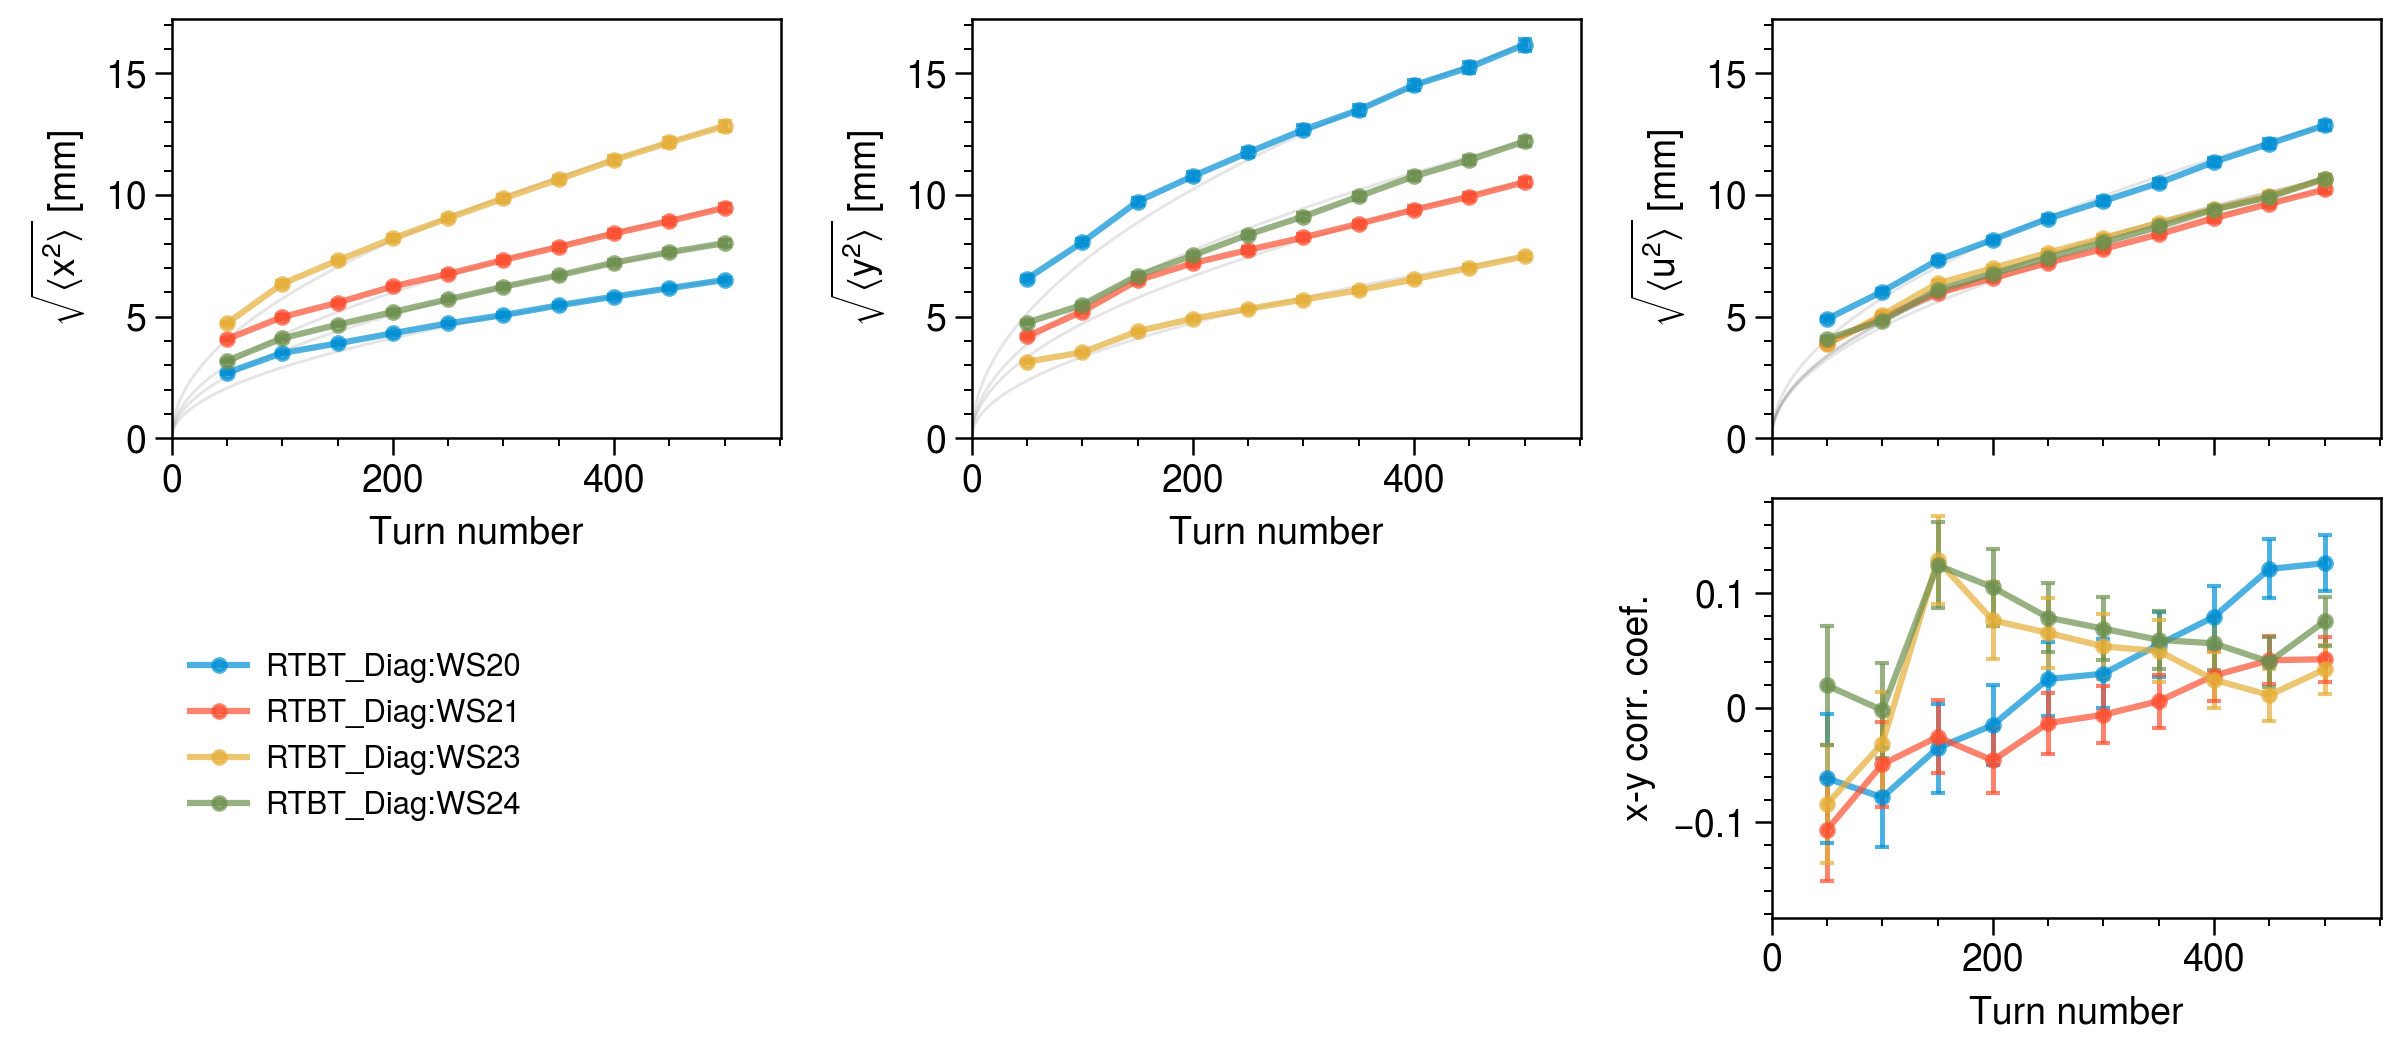 √⟨x²⟩ [mm]
15
10
5
0
0 200 400
Turn number
√⟨y²⟩ [mm]
15
10
5
0
0 200 400
Turn number
√⟨u²⟩ [mm]
15
10
5
0
RTBT_Diag:WS20
RTBT_Diag:WS21
RTBT_Diag:WS23
RTBT_Diag:WS24
x-y corr. coef.
0.1
0
−0.1
0 200 400
Turn number